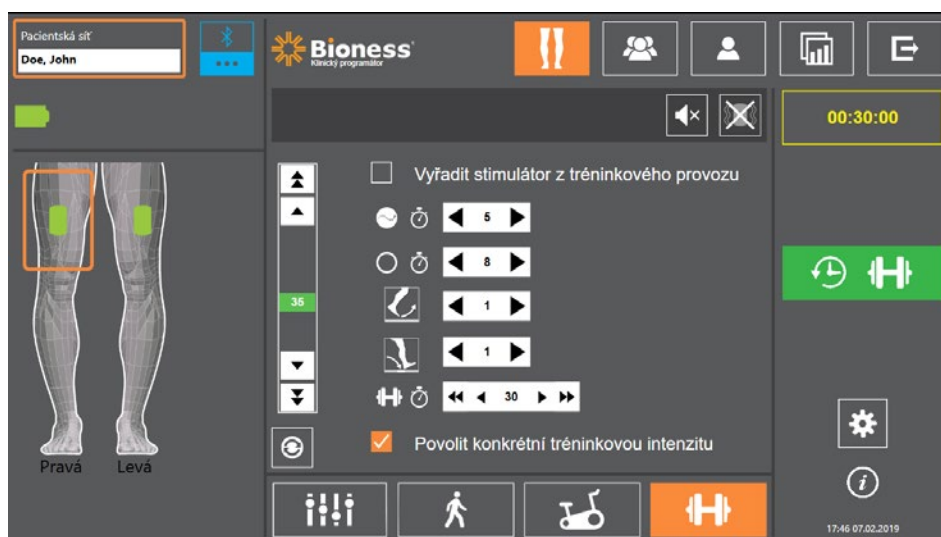 Pacientská síť
Doe, John
Bioness
Klinický programátor
00:30:00
Vyřadit stimulátor z tréninkového provozu
5
8
35
1
1
30
Povolit konkrétní tréninkovou intenzitu
Pravá
Levá
i
17:46 07.02.2019